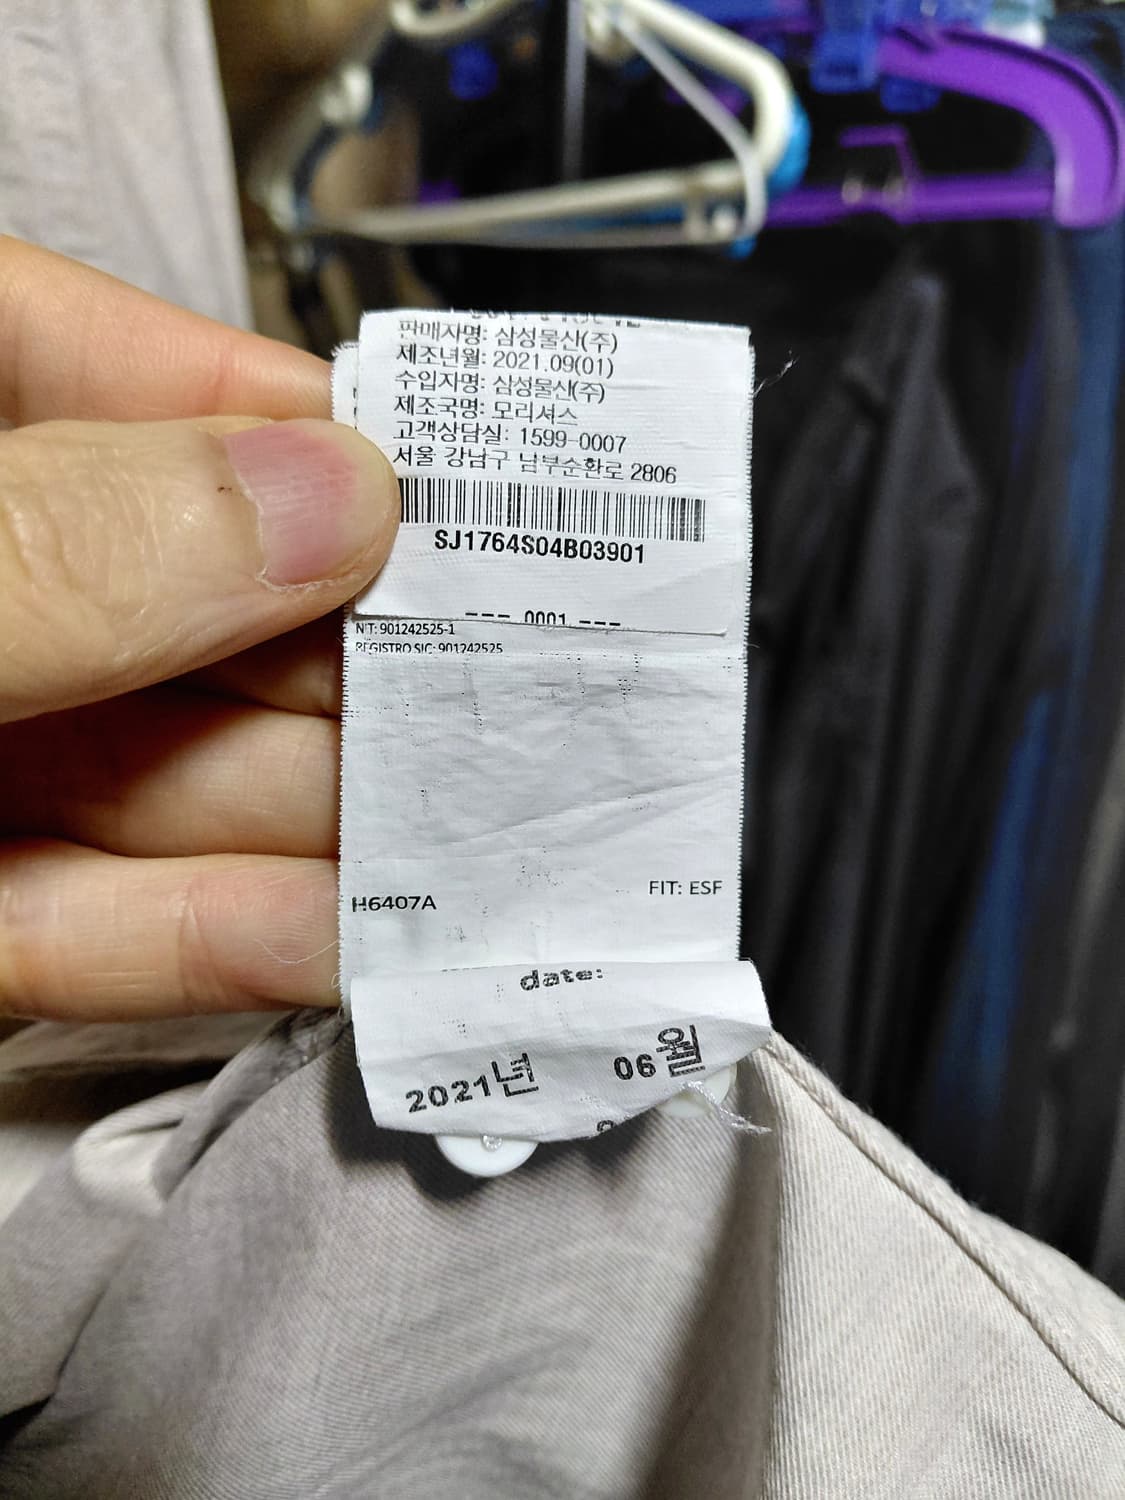 판매자명: 삼성물산(주)
제조년월: 2021.09(01)
수입자명: 삼성물산(주)
제조국명: 모리셔스
고객상담실: 1599-0007
서울 강남구 남부순환로 2806
SJ1764S04B03901
--- 0001 ---
NIT: 901242525-1
REGISTRO SIC: 901242525
FIT: ESF
H6407A
date:
2021년 06월